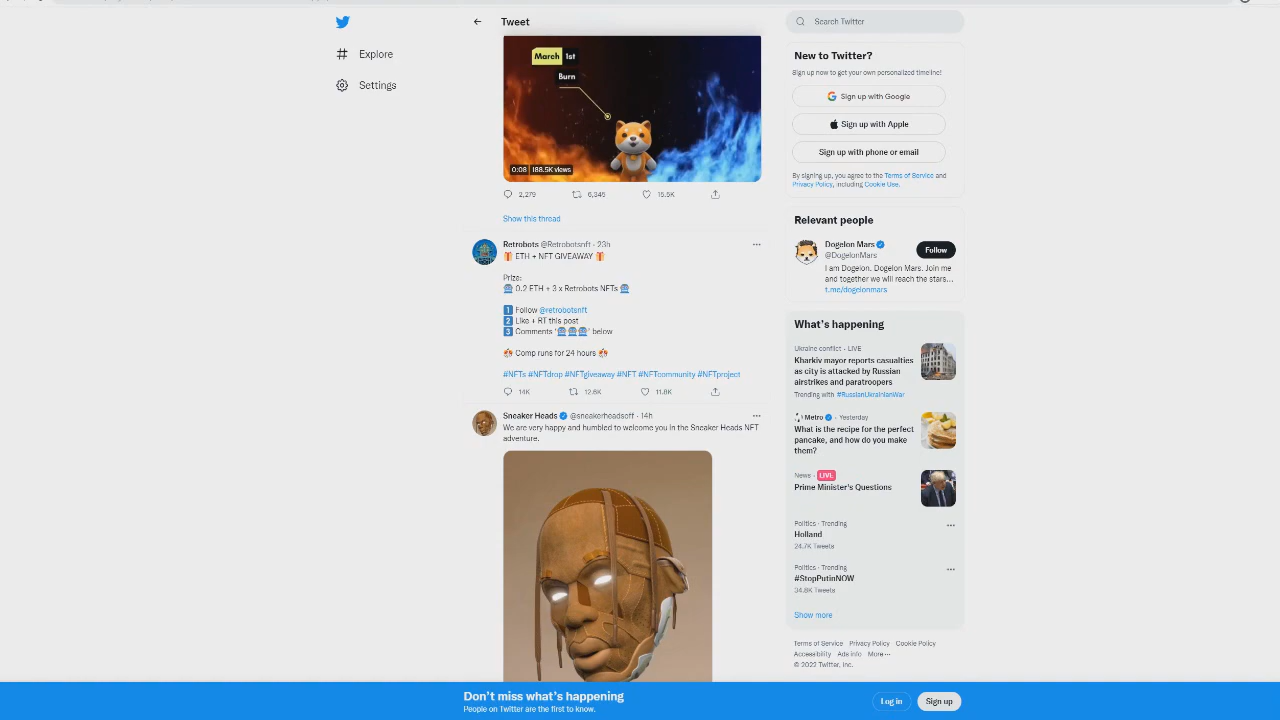 Explore
Settings
Tweet
March 1st
Burn
0:08 188.5K views
2,279 6,345 15.5K
Show this thread
Retrobots @Retrobotsnft · 23h
ETH + NFT GIVEAWAY
Prize:
0.2 ETH + 3 x Retrobots NFTs
1 Follow @retrobotsnft
2 Like + RT this post
3 Comments '' below
Comp runs for 24 hours
#NFTs #NFTdrop #NFTgiveaway #NFT #NFTcommunity #NFTproject
14K 12.6K 11.8K
Sneaker Heads @sneakerheadsoff · 14h
We are very happy and humbled to welcome you in the Sneaker Heads NFT
adventure.
Search Twitter
New to Twitter?
Sign up now to get your own personalized timeline!
Sign up with Google
Sign up with Apple
Sign up with phone or email
By signing up, you agree to the Terms of Service and
Privacy Policy, including Cookie Use.
Relevant people
Dogelon Mars
@DogelonMars
Follow
I am Dogelon. Dogelon Mars. Join me
and together we will reach the stars…
t.me/dogelonmars
What's happening
Ukraine conflict · LIVE
Kharkiv mayor reports casualties
as city is attacked by Russian
airstrikes and paratroopers
Trending with #RussianUkrainianWar
Metro · Yesterday
What is the recipe for the perfect
pancake, and how do you make
them?
News · LIVE
Prime Minister's Questions
Politics · Trending
Holland
24.7K Tweets
Politics · Trending
#StopPutinNOW
34.8K Tweets
Show more
Terms of Service Privacy Policy Cookie Policy
Accessibility Ads info More ···
© 2022 Twitter, Inc.
Don't miss what's happening
People on Twitter are the first to know.
Log in Sign up